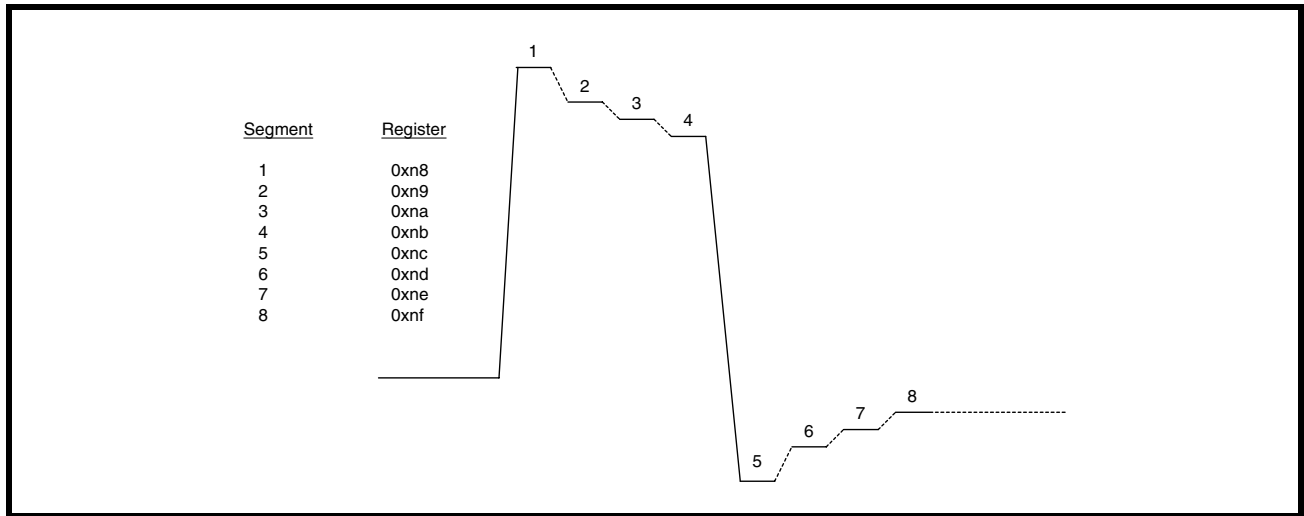 1
2
3
4
Segment Register
1 0xn8
2 0xn9
3 0xna
4 0xnb
5 0xnc
6 0xnd
7 0xne
8 0xnf
8
7
6
5